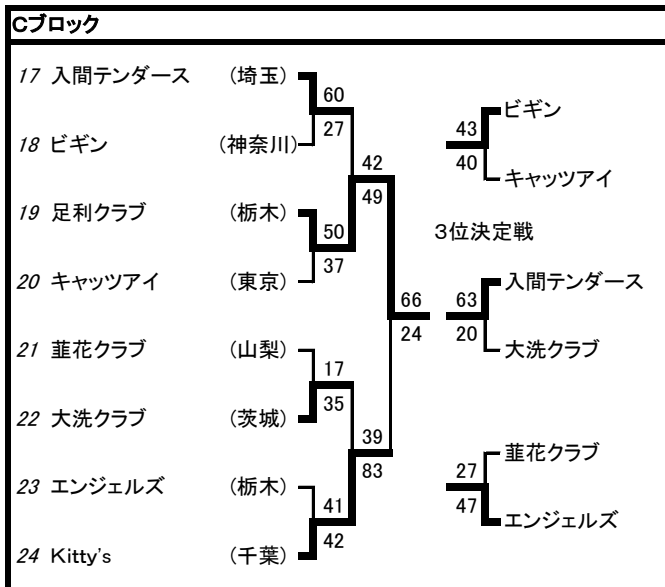 Cブロック
17 入間テンダース (埼玉)
60
27
18 ビギン (神奈川)
42
49
19 足利クラブ (栃木)
50
37
20 キャッツアイ (東京)
66
24
21 韮花クラブ (山梨)
17
35
22 大洗クラブ (茨城)
39
83
23 エンジェルズ (栃木)
41
42
24 Kitty's (千葉)
ビギン
43
40
キャッツアイ
3位決定戦
入間テンダース
63
20
大洗クラブ
韮花クラブ
27
47
エンジェルズ